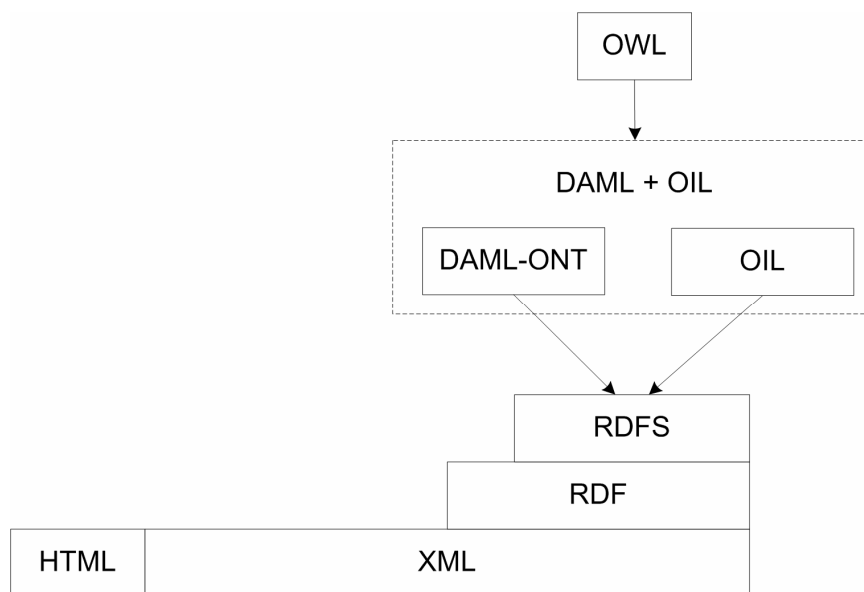 OWL
DAML + OIL
DAML-ONT
OIL
RDFS
RDF
HTML
XML